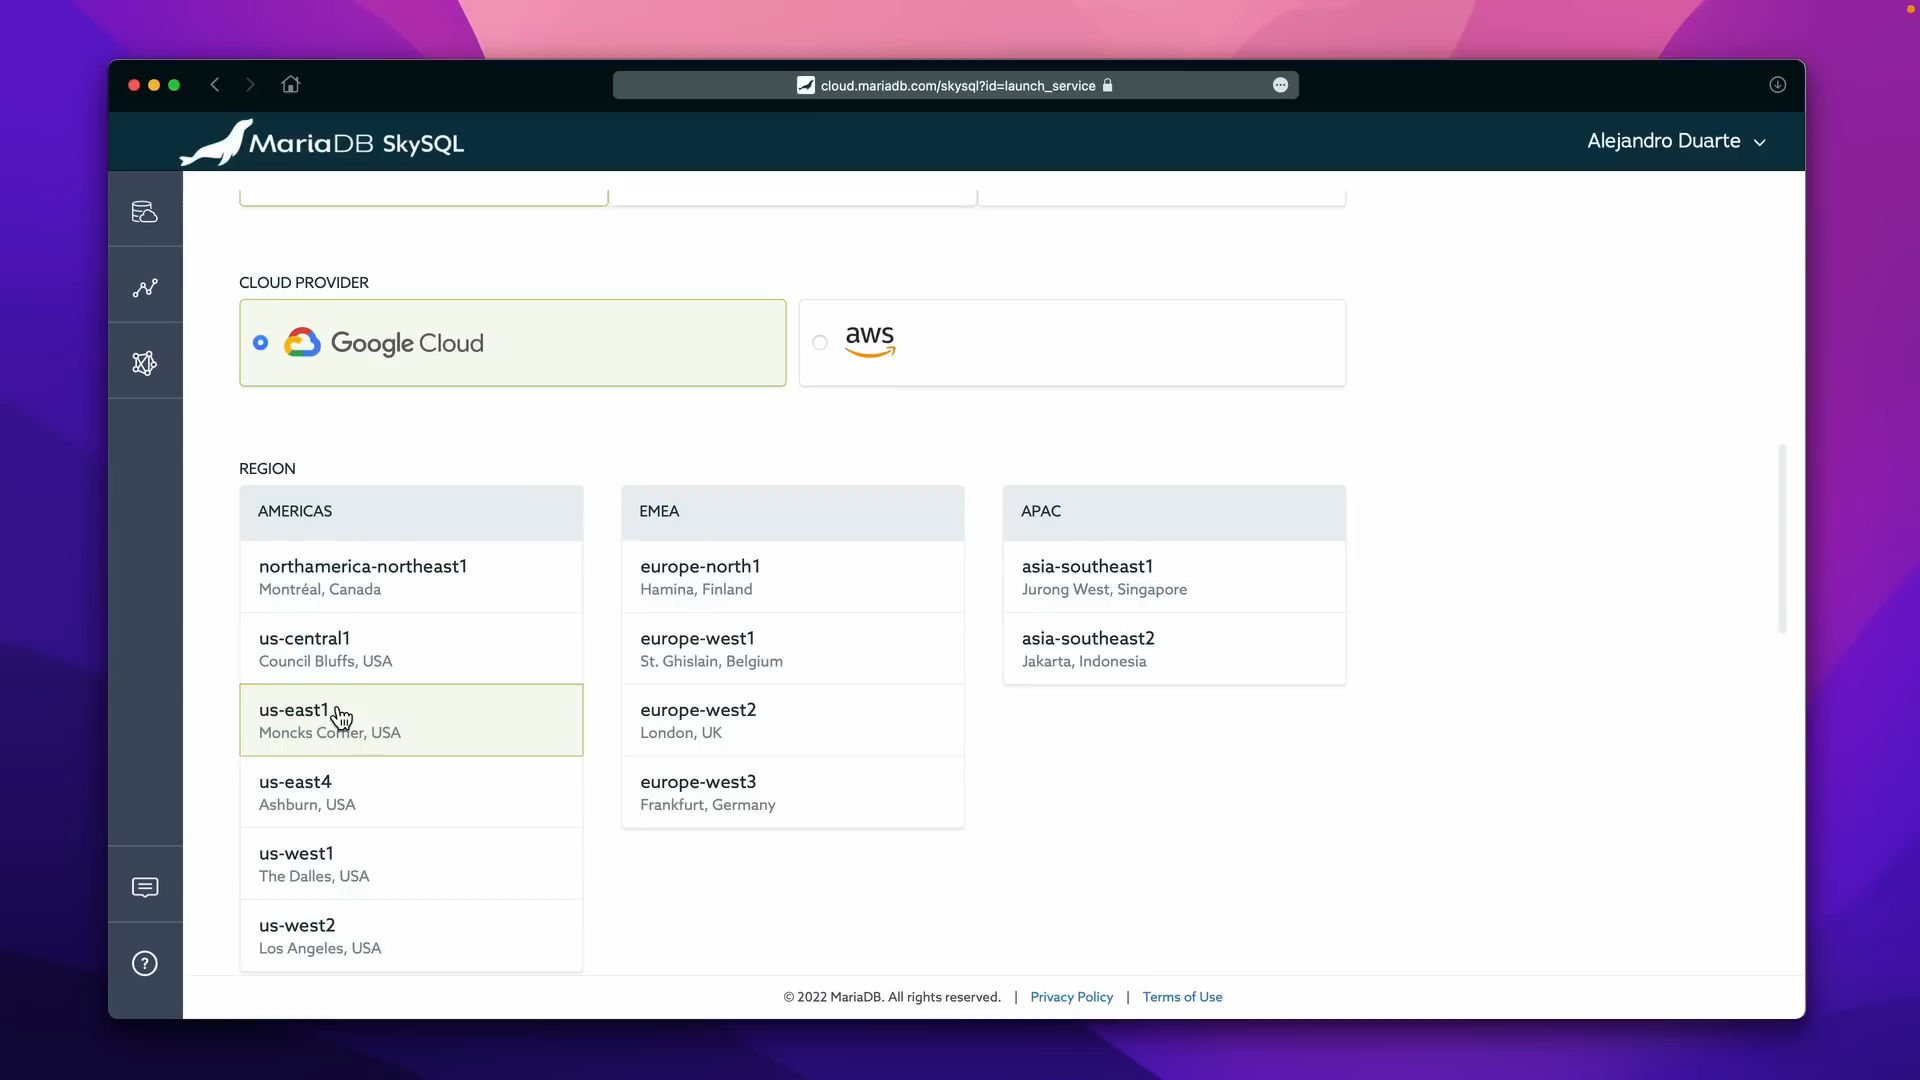 cloud.mariadb.com/skysql?id=launch_service
MariaDB SkySQL
Alejandro Duarte
CLOUD PROVIDER
Google Cloud
aws
REGION
AMERICAS
northamerica-northeast1
Montréal, Canada
us-central1
Council Bluffs, USA
us-east1
Moncks Corner, USA
us-east4
Ashburn, USA
us-west1
The Dalles, USA
us-west2
Los Angeles, USA
EMEA
europe-north1
Hamina, Finland
europe-west1
St. Ghislain, Belgium
europe-west2
London, UK
europe-west3
Frankfurt, Germany
APAC
asia-southeast1
Jurong West, Singapore
asia-southeast2
Jakarta, Indonesia
?
© 2022 MariaDB. All rights reserved. | Privacy Policy | Terms of Use